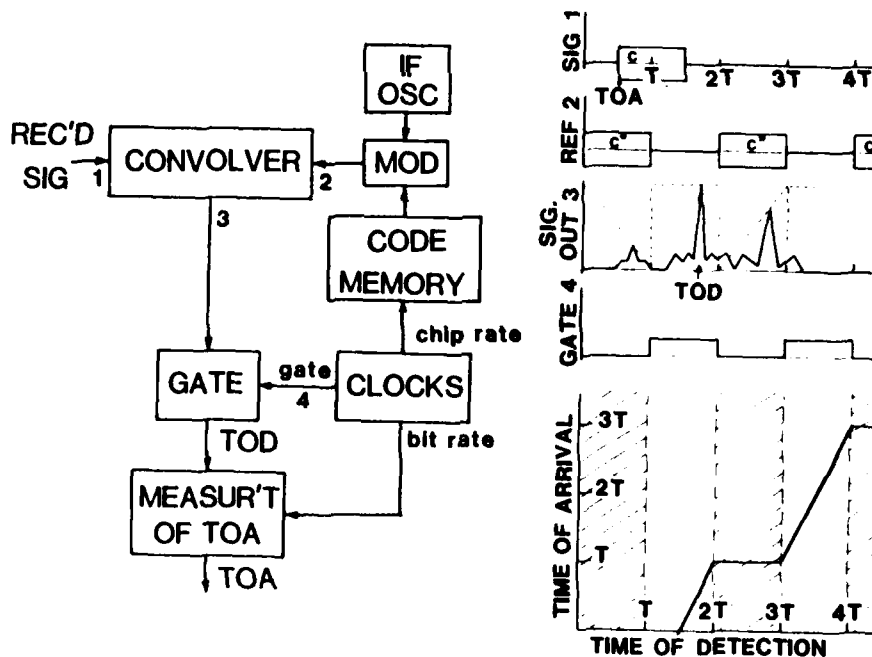 IF
OSC
REC'D
SIG
1
CONVOLVER
2
MOD
3
CODE
MEMORY
chip rate
GATE
gate
4
CLOCKS
TOD
bit rate
MEASUR'T
OF TOA
TOA
SIG 1
C
T
2T
3T
4T
TOA
REF 2
C*
C*
C
SIG.
OUT 3
TOD
GATE 4
TIME OF ARRIVAL
3T
2T
T
T
2T
3T
4T
TIME OF DETECTION